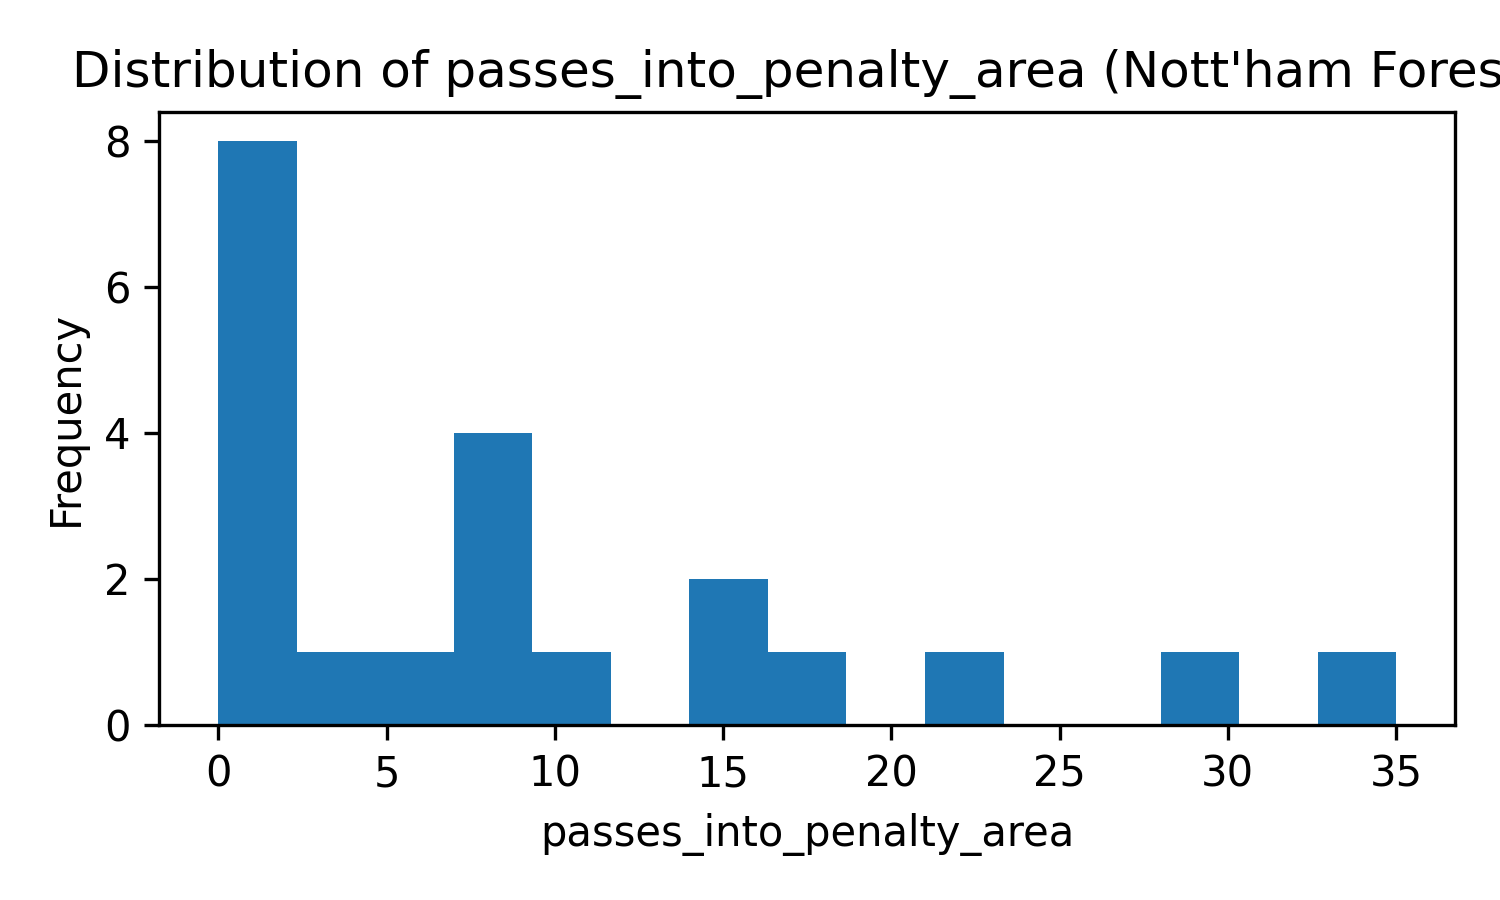 Distribution of passes_into_penalty_area (Nott'ham Fores
8
6
4
2
0
Frequency
0 5 10 15 20 25 30 35
passes_into_penalty_area